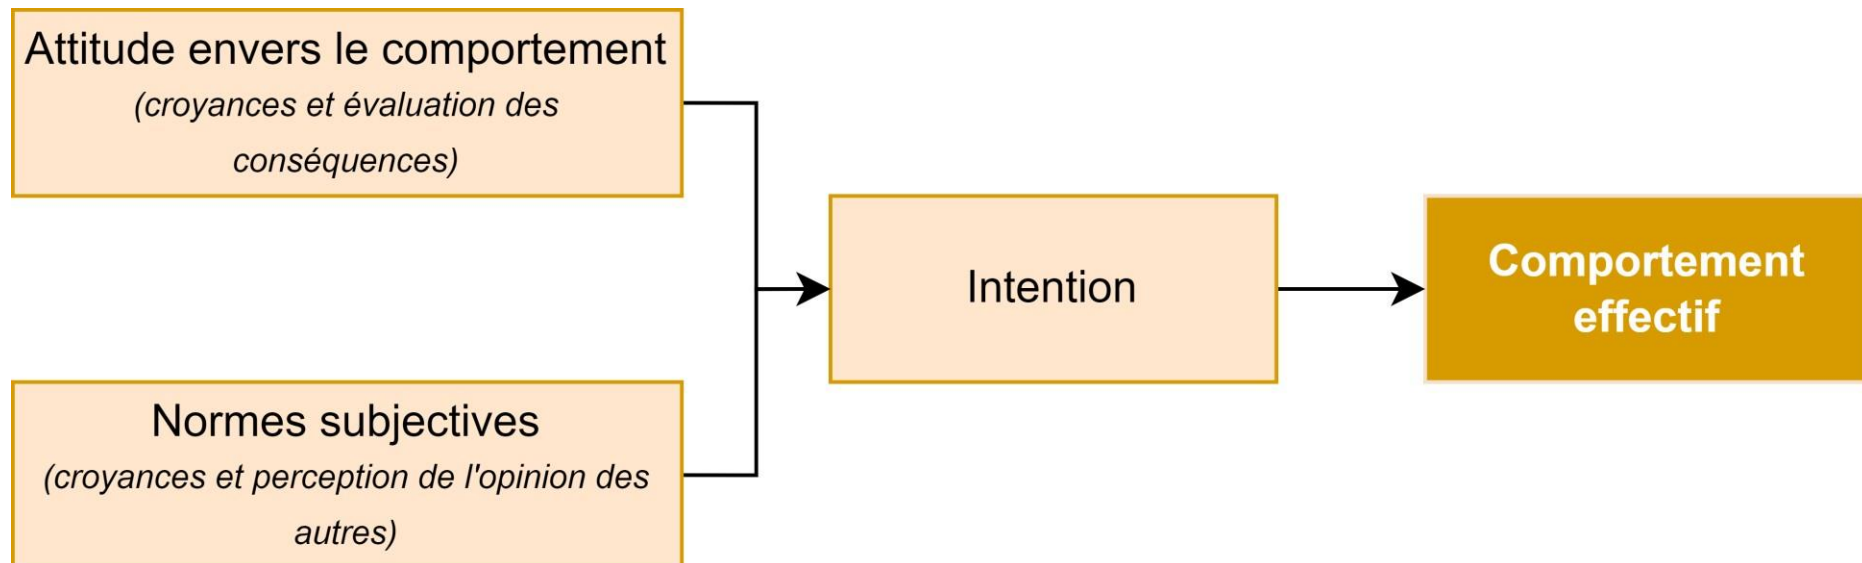 Attitude envers le comportement
(croyances et évaluation des
conséquences)
Normes subjectives
(croyances et perception de l'opinion des
autres)
Intention
Comportement
effectif